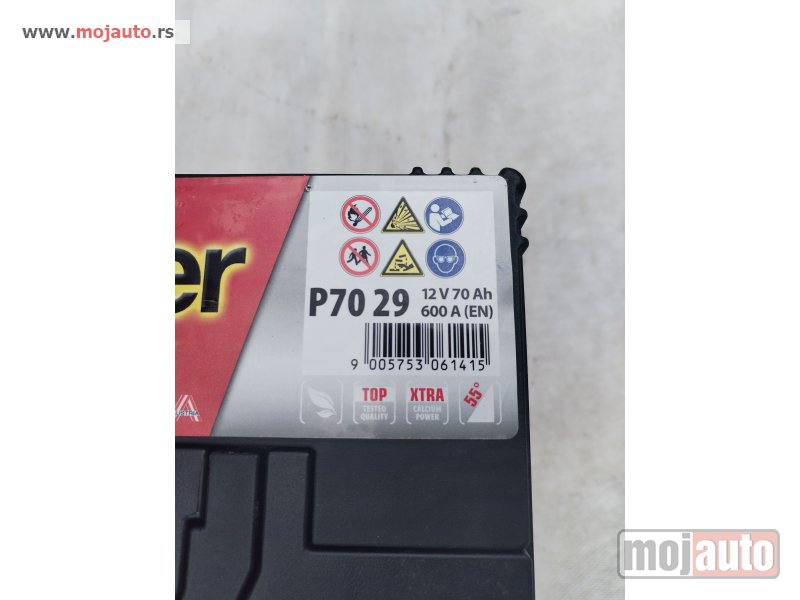 www.mojauto.rs
er
P70 29
12 V 70 Ah
600 A (EN)
9 005753 061415
TOP
TESTED
QUALITY
XTRA
CALCIUM
POWER
55°
USTRIA
mojauto